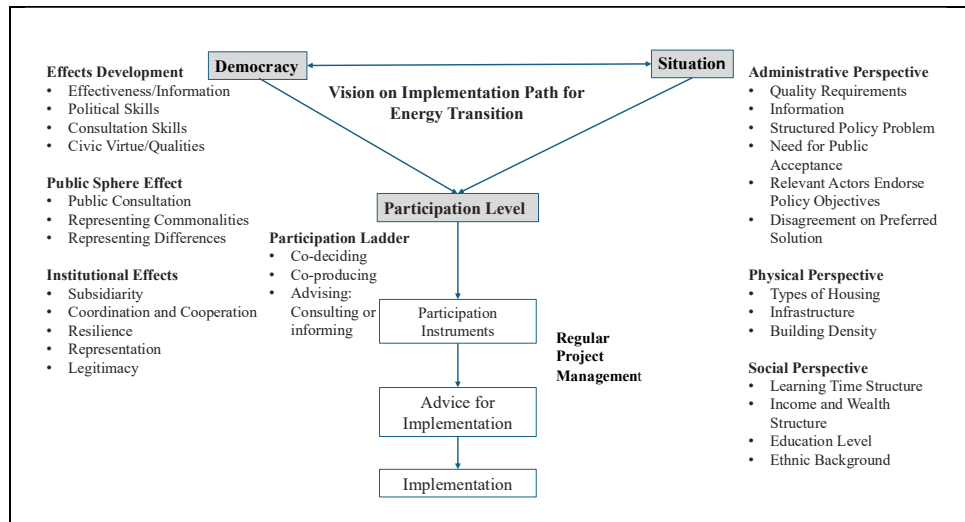 Democracy
Situation
Vision on Implementation Path for
Energy Transition
Effects Development
• Effectiveness/Information
• Political Skills
• Consultation Skills
• Civic Virtue/Qualities
Public Sphere Effect
• Public Consultation
• Representing Commonalities
• Representing Differences
Institutional Effects
• Subsidiarity
• Coordination and Cooperation
• Resilience
• Representation
• Legitimacy
Participation Level
Participation Ladder
• Co-deciding
• Co-producing
• Advising:
Consulting or
informing
Participation
Instruments
Regular
Project
Management
Advice for
Implementation
Implementation
Administrative Perspective
• Quality Requirements
• Information
• Structured Policy Problem
• Need for Public
Acceptance
• Relevant Actors Endorse
Policy Objectives
• Disagreement on Preferred
Solution
Physical Perspective
• Types of Housing
• Infrastructure
• Building Density
Social Perspective
• Learning Time Structure
• Income and Wealth
Structure
• Education Level
• Ethnic Background